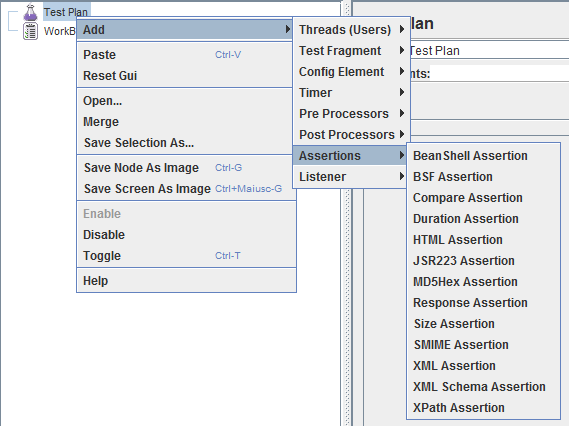 Test Plan
WorkB
Add
Paste Ctrl-V
Reset Gui
Open...
Merge
Save Selection As...
Save Node As Image Ctrl-G
Save Screen As Image Ctrl+Maiusc-G
Enable
Disable
Toggle Ctrl-T
Help
Threads (Users)
Test Fragment
Config Element
Timer
Pre Processors
Post Processors
Assertions
Listener
lan
Test Plan
nts:
BeanShell Assertion
BSF Assertion
Compare Assertion
Duration Assertion
HTML Assertion
JSR223 Assertion
MD5Hex Assertion
Response Assertion
Size Assertion
SMIME Assertion
XML Assertion
XML Schema Assertion
XPath Assertion